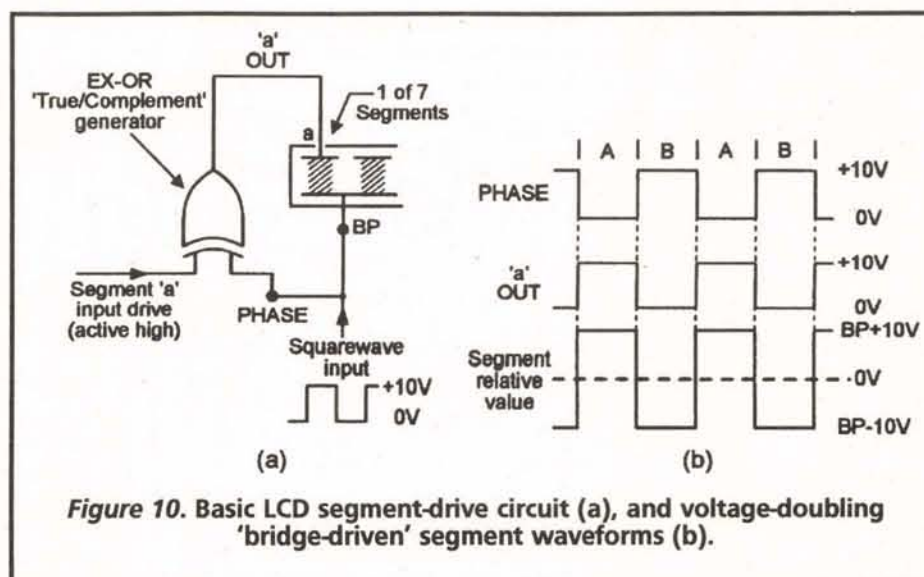 'a'
OUT
EX-OR
'True/Complement'
generator
1 of 7
Segments
a
BP
Segment 'a'
input drive
(active high)
PHASE
Squarewave
input
+10V
0V
(a)
A B A B
PHASE
+10V
0V
'a'
OUT
+10V
0V
Segment
relative
value
BP+10V
0V
BP-10V
(b)
Figure 10. Basic LCD segment-drive circuit (a), and voltage-doubling
'bridge-driven' segment waveforms (b).